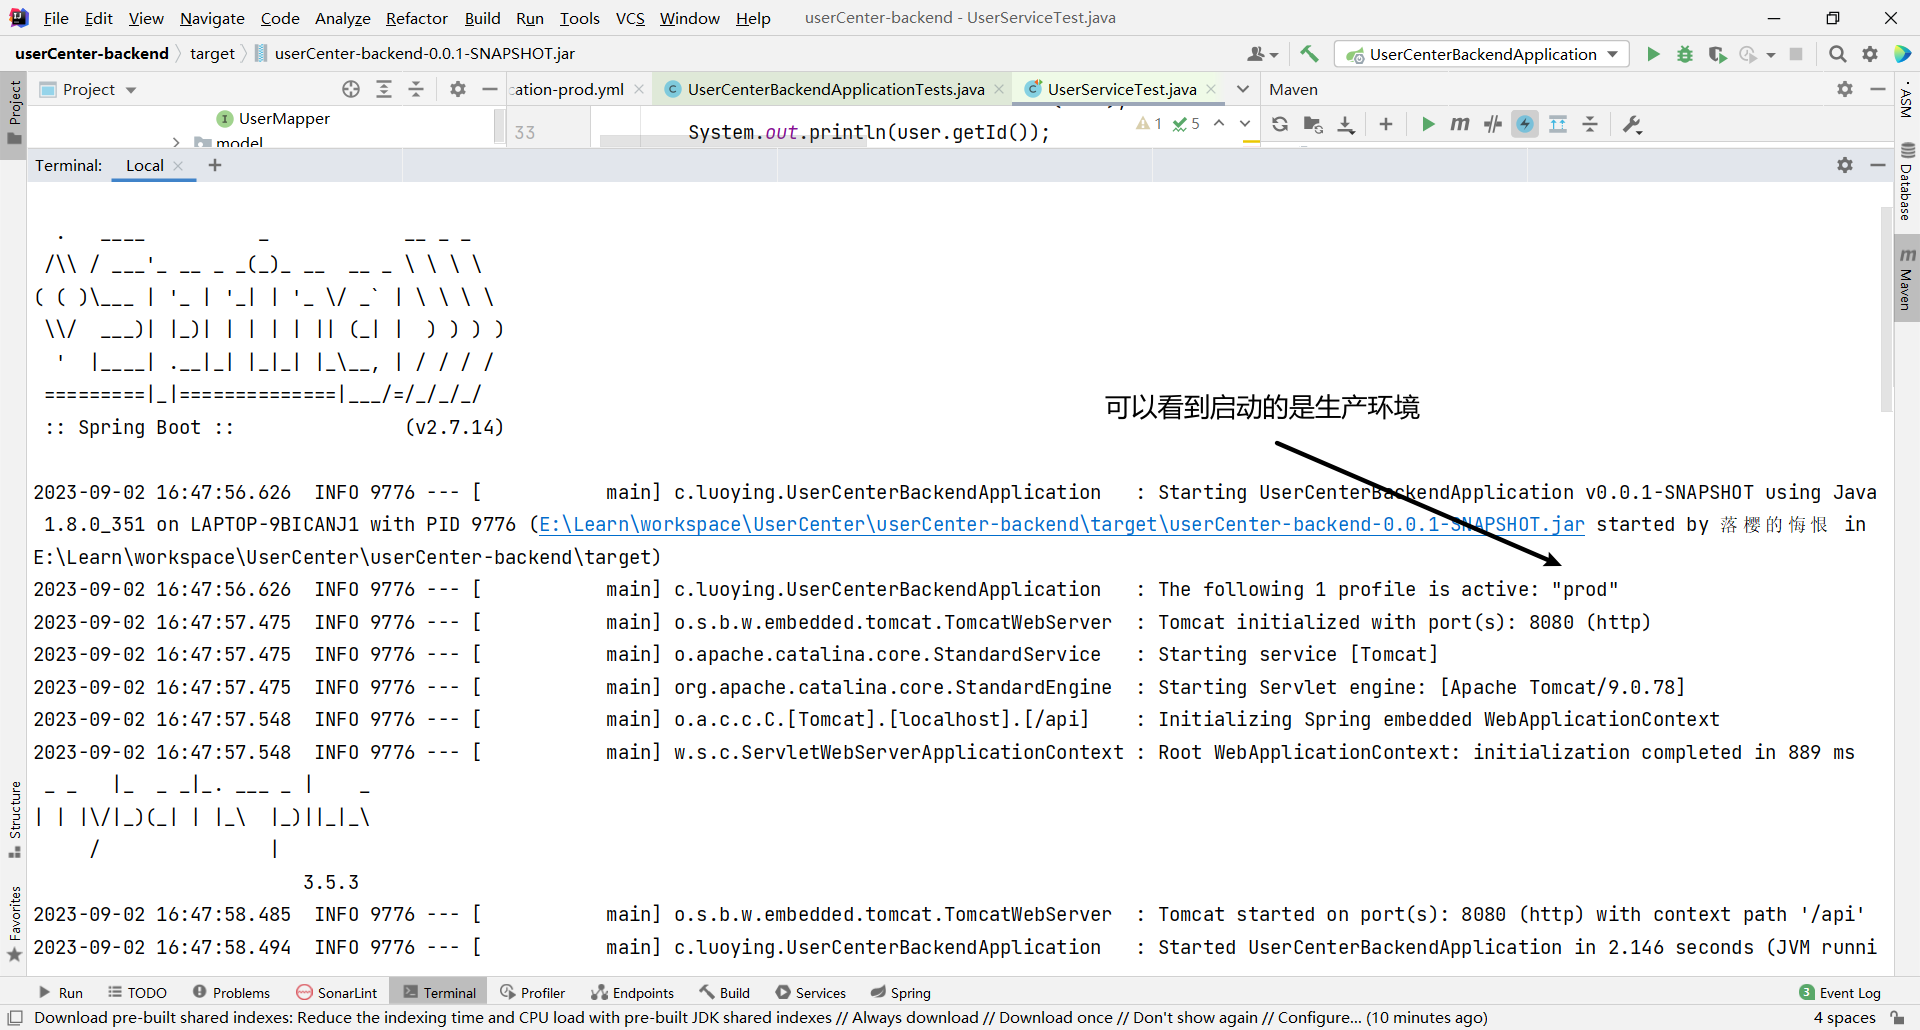 File Edit View Navigate Code Analyze Refactor Build Run Tools VCS Window Help userCenter-backend - UserServiceTest.java
userCenter-backend target userCenter-backend-0.0.1-SNAPSHOT.jar UserCenterBackendApplication
Project cation-prod.yml UserCenterBackendApplicationTests.java UserServiceTest.java Maven
UserMapper
model
33 System.out.println(user.getId());
1 5
Terminal: Local
  .   ____          _            __ _ _
 /\\ / ___'_ __ _ _(_)_ __  __ _ \ \ \ \
( ( )\___ | '_ | '_| | '_ \/ _` | \ \ \ \
 \\/  ___)| |_)| | | | | || (_| |  ) ) ) )
  '  |____| .__|_| |_|_| |_\__, | / / / /
 =========|_|==============|___/=/_/_/_/
 :: Spring Boot ::               (v2.7.14)
可以看到启动的是生产环境
2023-09-02 16:47:56.626  INFO 9776 --- [           main] c.luoying.UserCenterBackendApplication   : Starting UserCenterBackendApplication v0.0.1-SNAPSHOT using Java
1.8.0_351 on LAPTOP-9BICANJ1 with PID 9776 (E:\Learn\workspace\UserCenter\userCenter-backend\target\userCenter-backend-0.0.1-SNAPSHOT.jar started by 落樱的悔恨 in
E:\Learn\workspace\UserCenter\userCenter-backend\target)
2023-09-02 16:47:56.626  INFO 9776 --- [           main] c.luoying.UserCenterBackendApplication   : The following 1 profile is active: "prod"
2023-09-02 16:47:57.475  INFO 9776 --- [           main] o.s.b.w.embedded.tomcat.TomcatWebServer  : Tomcat initialized with port(s): 8080 (http)
2023-09-02 16:47:57.475  INFO 9776 --- [           main] o.apache.catalina.core.StandardService   : Starting service [Tomcat]
2023-09-02 16:47:57.475  INFO 9776 --- [           main] org.apache.catalina.core.StandardEngine  : Starting Servlet engine: [Apache Tomcat/9.0.78]
2023-09-02 16:47:57.548  INFO 9776 --- [           main] o.a.c.c.C.[Tomcat].[localhost].[/api]    : Initializing Spring embedded WebApplicationContext
2023-09-02 16:47:57.548  INFO 9776 --- [           main] w.s.c.ServletWebServerApplicationContext : Root WebApplicationContext: initialization completed in 889 ms
 _ _   |_  _ _|_. ___ _ |    _
| | |\/|_)(_| | |_\  |_)||_|_\
     /               |
                        3.5.3
2023-09-02 16:47:58.485  INFO 9776 --- [           main] o.s.b.w.embedded.tomcat.TomcatWebServer  : Tomcat started on port(s): 8080 (http) with context path '/api'
2023-09-02 16:47:58.494  INFO 9776 --- [           main] c.luoying.UserCenterBackendApplication   : Started UserCenterBackendApplication in 2.146 seconds (JVM runni
Project
Structure
Favorites
ASM
Database
Maven
Run TODO Problems SonarLint Terminal Profiler Endpoints Build Services Spring 3 Event Log
Download pre-built shared indexes: Reduce the indexing time and CPU load with pre-built JDK shared indexes // Always download // Download once // Don't show again // Configure... (10 minutes ago) 4 spaces